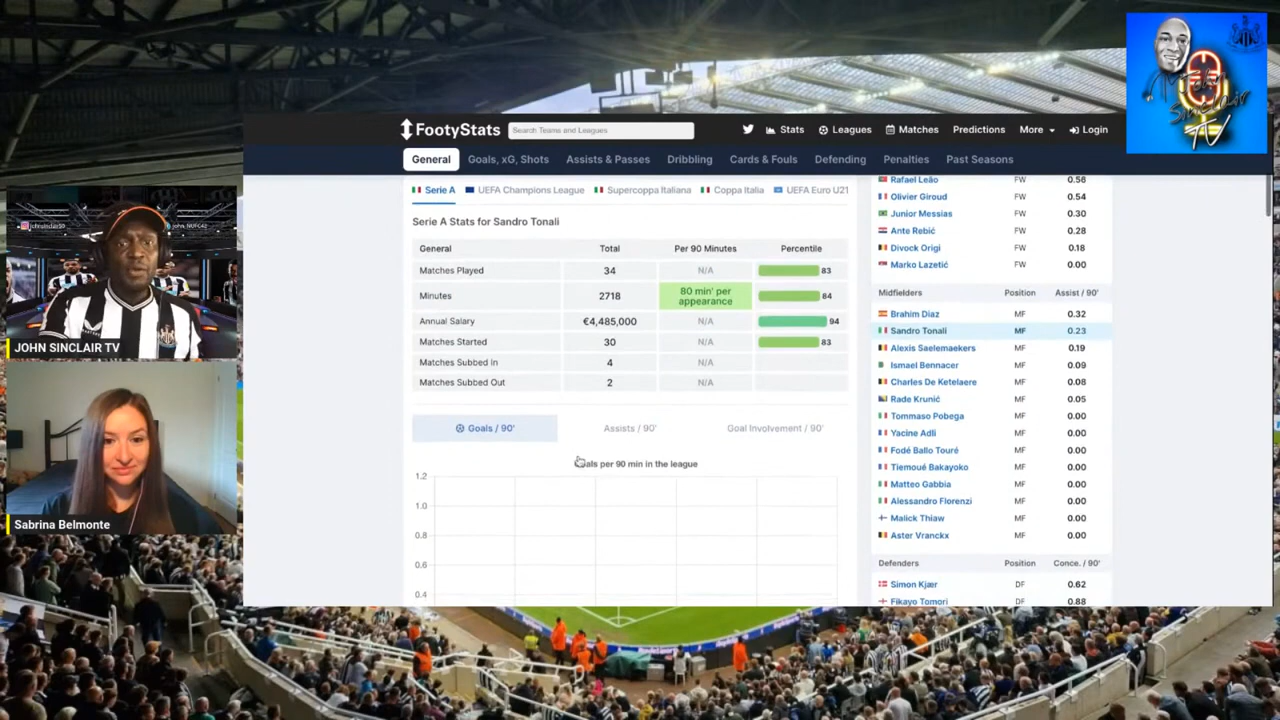 John
Sinclair
TV
FootyStats
Search Teams and Leagues
Stats
Leagues
Matches
Predictions
More
Login
General
Goals, xG, Shots
Assists & Passes
Dribbling
Cards & Fouls
Defending
Penalties
Past Seasons
Serie A
UEFA Champions League
Supercoppa Italiana
Coppa Italia
UEFA Euro U21
Serie A Stats for Sandro Tonali
General Total Per 90 Minutes Percentile
Matches Played 34 N/A 83
Minutes 2718 80 min' per appearance 84
Annual Salary €4,485,000 N/A 94
Matches Started 30 N/A 83
Matches Subbed In 4 N/A
Matches Subbed Out 2 N/A
Goals / 90'
Assists / 90'
Goal Involvement / 90'
als per 90 min in the league
1.2
1.0
0.8
0.6
0.4
Rafael Leão FW 0.56
Olivier Giroud FW 0.54
Junior Messias FW 0.30
Ante Rebić FW 0.28
Divock Origi FW 0.18
Marko Lazetić FW 0.00
Midfielders Position Assist / 90'
Brahim Diaz MF 0.32
Sandro Tonali MF 0.23
Alexis Saelemaekers MF 0.19
Ismael Bennacer MF 0.09
Charles De Ketelaere MF 0.08
Rade Krunić MF 0.05
Tommaso Pobega MF 0.00
Yacine Adli MF 0.00
Fodé Ballo Touré MF 0.00
Tiemoué Bakayoko MF 0.00
Matteo Gabbia MF 0.00
Alessandro Florenzi MF 0.00
Malick Thiaw MF 0.00
Aster Vranckx MF 0.00
Defenders Position Conce. / 90'
Simon Kjær DF 0.62
Fikayo Tomori DF 0.88
johnsinclair50
john_NUFC42
JOHN SINCLAIR TV
Sabrina Belmonte